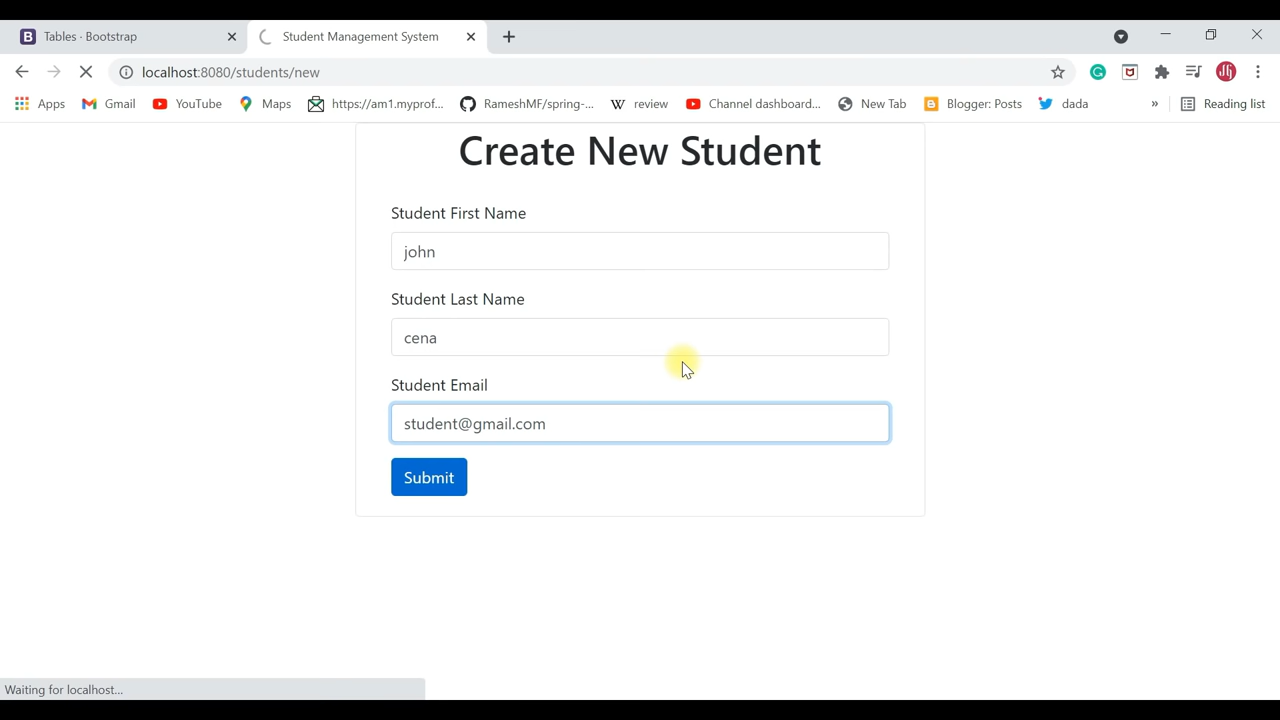 Tables · Bootstrap
Student Management System
localhost:8080/students/new
Apps
Gmail
YouTube
Maps
https://am1.myprof...
RameshMF/spring-...
review
Channel dashboard...
New Tab
Blogger: Posts
dada
»
Reading list
Create New Student
Student First Name
john
Student Last Name
cena
Student Email
student@gmail.com
Submit
Waiting for localhost...